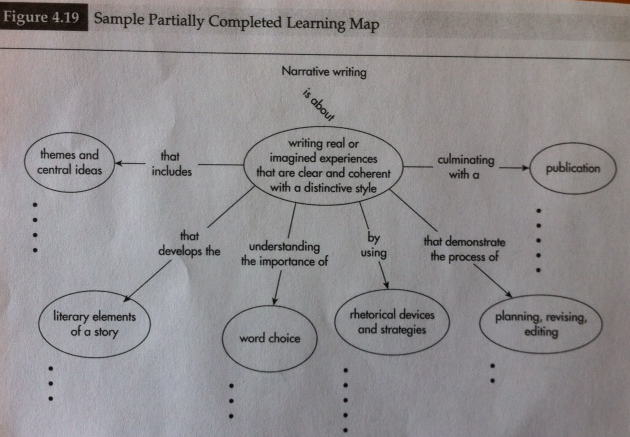 Figure 4.19 Sample Partially Completed Learning Map
Narrative writing
is about
writing real or
imagined experiences
that are clear and coherent
with a distinctive style
that
includes
themes and
central ideas
culminating
with a
publication
that
develops the
literary elements
of a story
understanding
the importance of
word choice
by
using
rhetorical devices
and strategies
that demonstrate
the process of
planning, revising,
editing